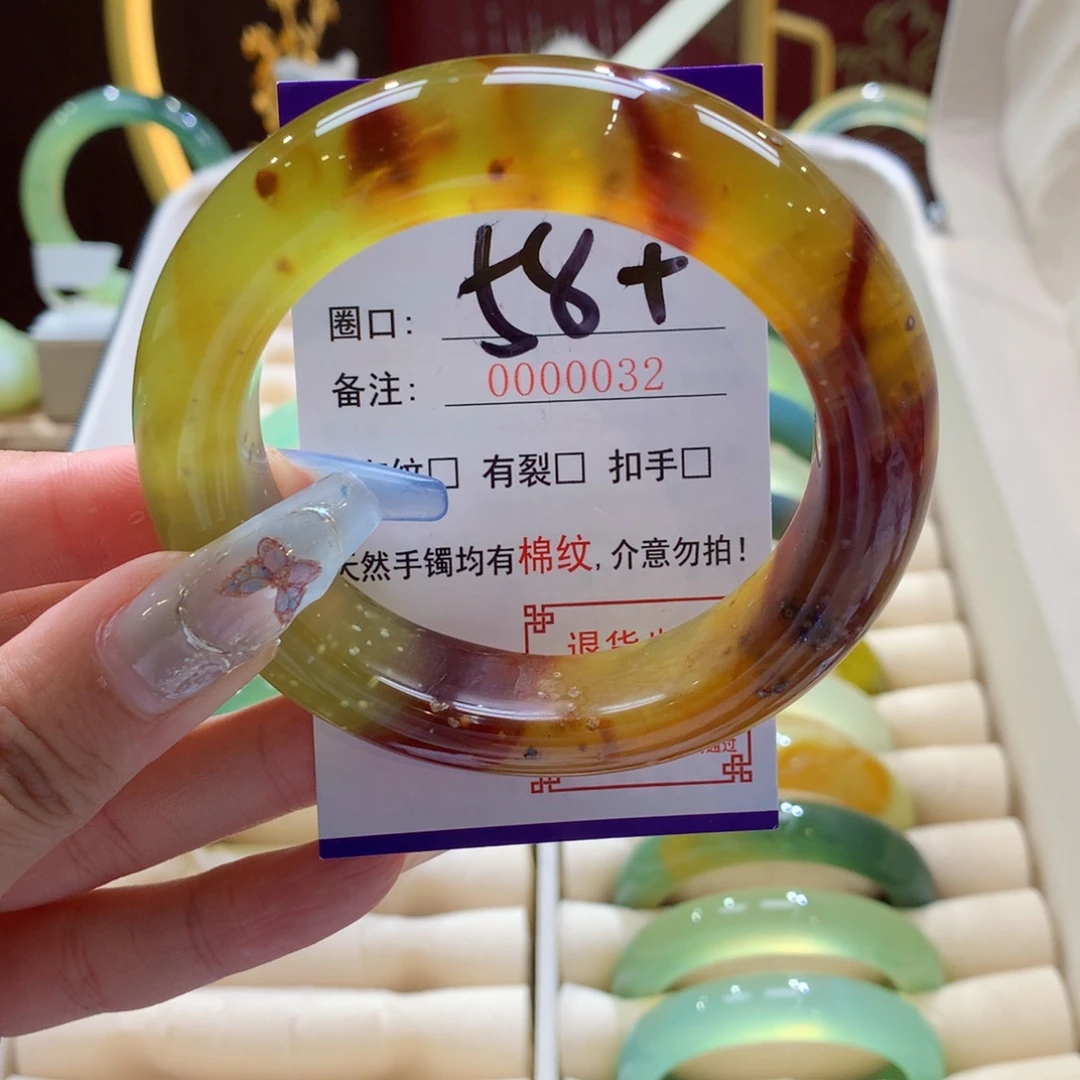 圈口: 58+
备注: 0000032
纹□ 有裂□ 扣手□
天然手镯均有棉纹,介意勿拍!
退货